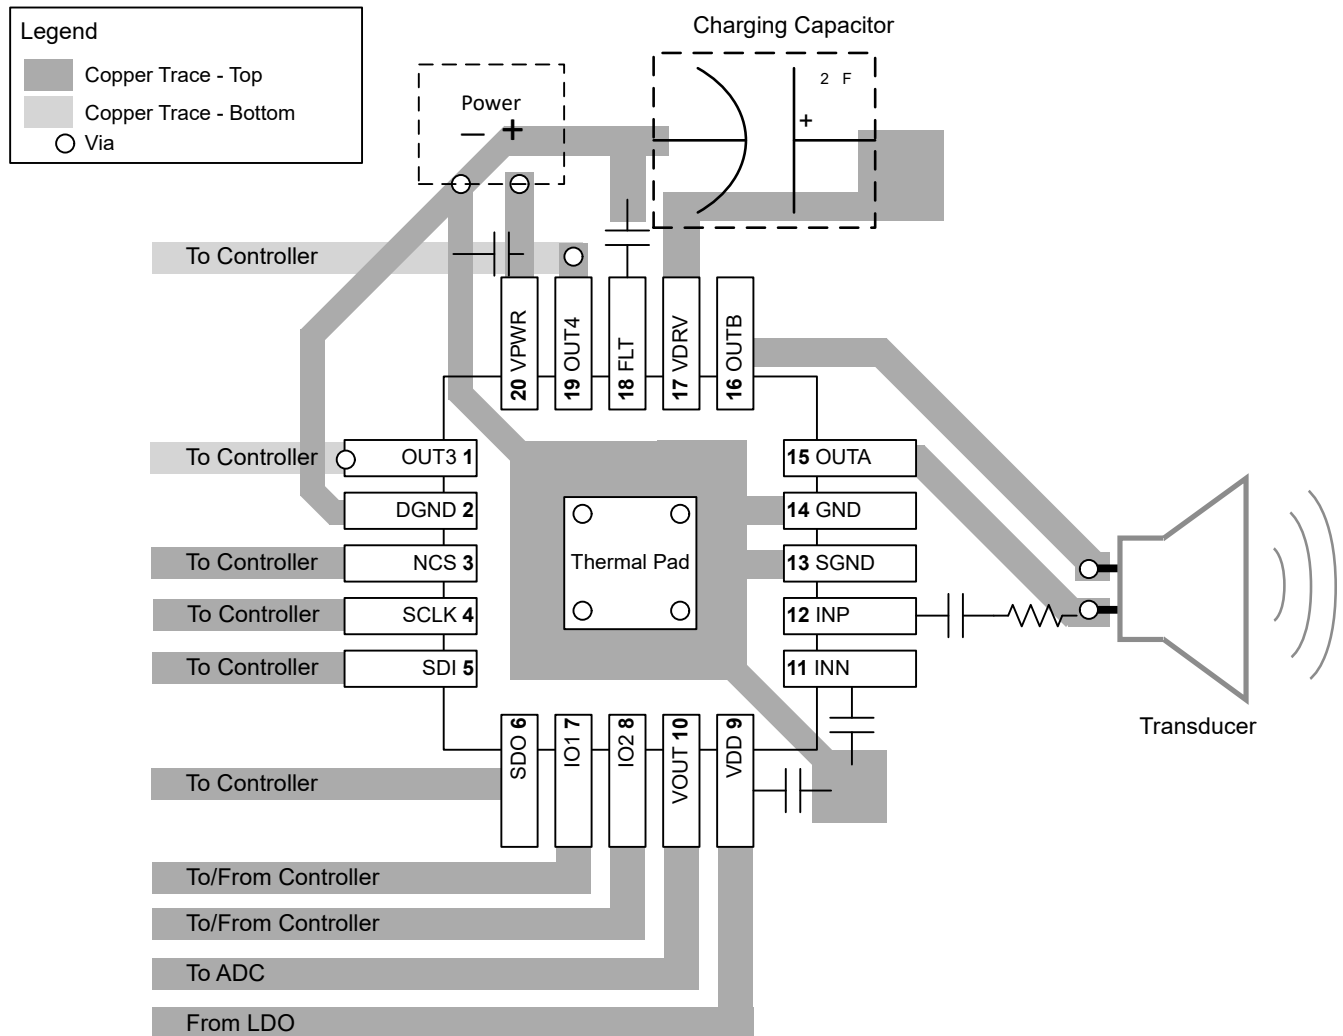 Legend
Copper Trace - Top
Copper Trace - Bottom
Via
Charging Capacitor
2 F
+
Power
– +
To Controller
20 VPWR
19 OUT4
18 FLT
17 VDRV
16 OUTB
To Controller
OUT3 1
15 OUTA
DGND 2
14 GND
To Controller
NCS 3
Thermal Pad
13 SGND
To Controller
SCLK 4
12 INP
To Controller
SDI 5
11 INN
Transducer
SDO 6
IO1 7
IO2 8
VOUT 10
VDD 9
To Controller
To/From Controller
To/From Controller
To ADC
From LDO